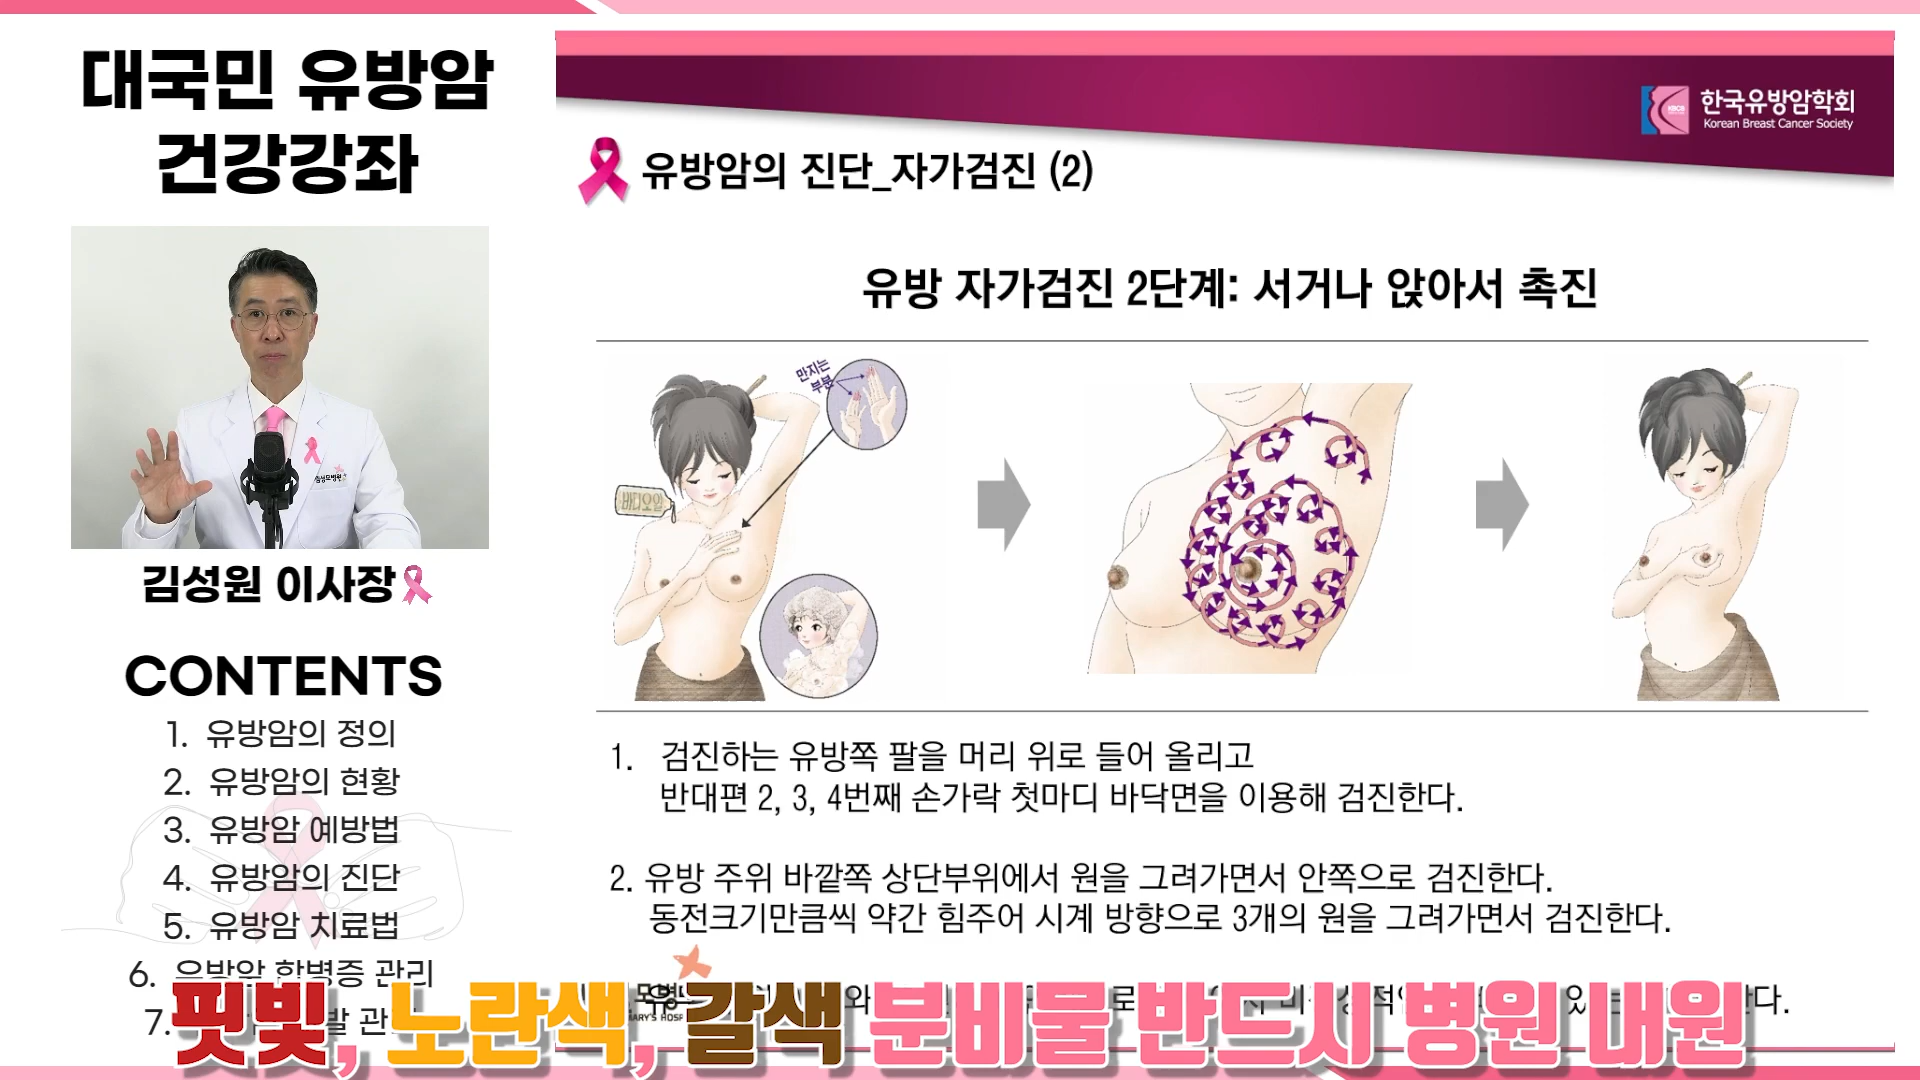 대국민 유방암
건강강좌
김성원 이사장
CONTENTS
1. 유방암의 정의
2. 유방암의 현황
3. 유방암 예방법
4. 유방암의 진단
5. 유방암 치료법
6. 유방암 합병증 관리
7.
한국유방암학회
Korean Breast Cancer Society
유방암의 진단_자가검진 (2)
유방 자가검진 2단계: 서거나 앉아서 촉진
만지는
부분
바디오일
1. 검진하는 유방쪽 팔을 머리 위로 들어 올리고
반대편 2, 3, 4번째 손가락 첫마디 바닥면을 이용해 검진한다.
2. 유방 주위 바깥쪽 상단부위에서 원을 그려가면서 안쪽으로 검진한다.
동전크기만큼씩 약간 힘주어 시계 방향으로 3개의 원을 그려가면서 검진한다.
핏빛, 노란색, 갈색 분비물 반드시 병원 내원